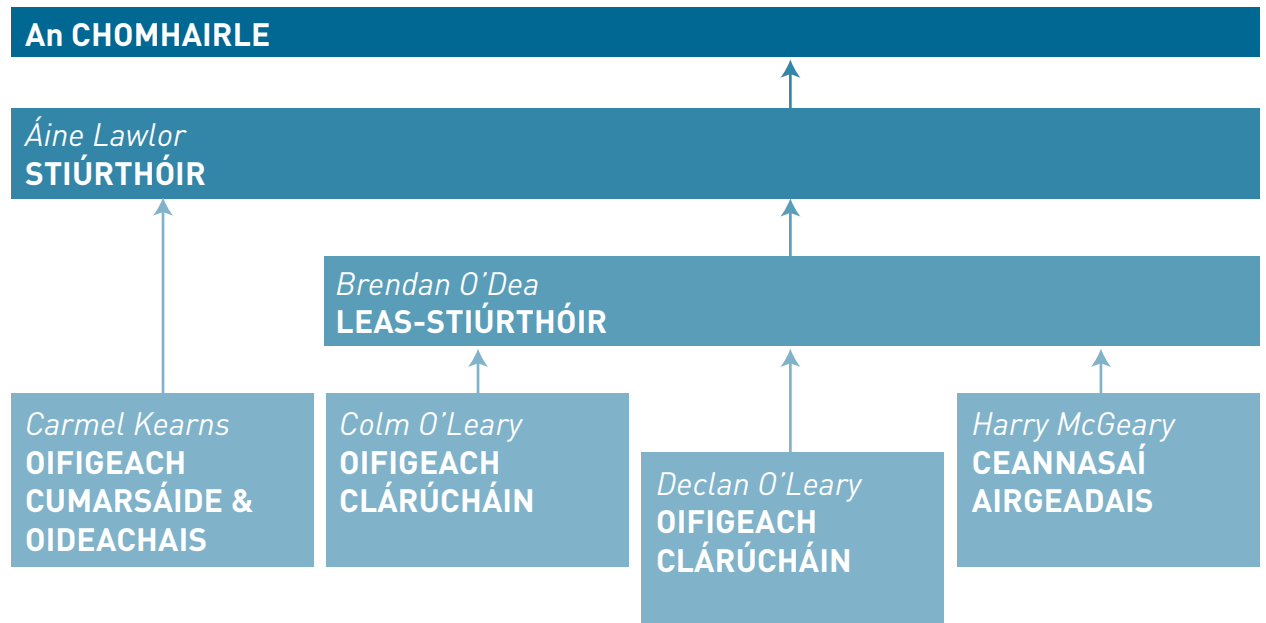 An CHOMHAIRLE
Áine Lawlor
STIÚRTHÓIR
Brendan O'Dea
LEAS-STIÚRTHÓIR
Carmel Kearns
OIFIGEACH
CUMARSÁIDE &
OIDEACHAIS
Colm O'Leary
OIFIGEACH
CLÁRÚCHÁIN
Declan O'Leary
OIFIGEACH
CLÁRÚCHÁIN
Harry McGeary
CEANNASAÍ
AIRGEADAIS